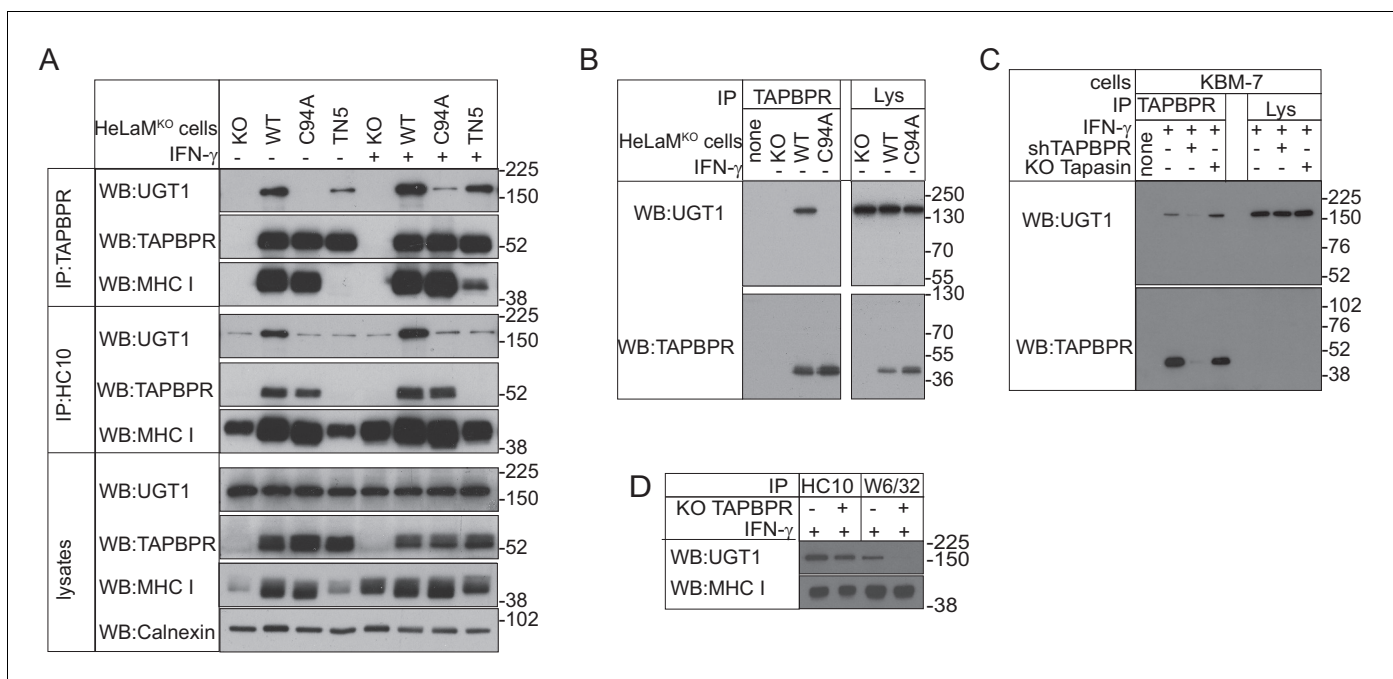 A
HeLaMKO cells KO WT C94A TN5 KO WT C94A TN5
IFN-γ - - - - + + + +
IP:TAPBPR
WB:UGT1 -225 -150
WB:TAPBPR -52
WB:MHC I -38
IP:HC10
WB:UGT1 -225 -150
WB:TAPBPR -52
WB:MHC I -38
lysates
WB:UGT1 -225 -150
WB:TAPBPR -52
WB:MHC I -38
WB:Calnexin -102
B
IP TAPBPR Lys
HeLaMKO cells none KO WT C94A KO WT C94A
IFN-γ - - - - - -
WB:UGT1 -250 -130 -70 -55
WB:TAPBPR -130 -70 -55 -36
C
cells KBM-7
IP TAPBPR Lys
IFN-γ none + + + + + +
shTAPBPR - + - - + -
KO Tapasin - - + - - +
WB:UGT1 -225 -150 -76 -52
WB:TAPBPR -102 -76 -52 -38
D
IP HC10 W6/32
KO TAPBPR - + - +
IFN-γ + + + +
WB:UGT1 -225 -150
WB:MHC I -38